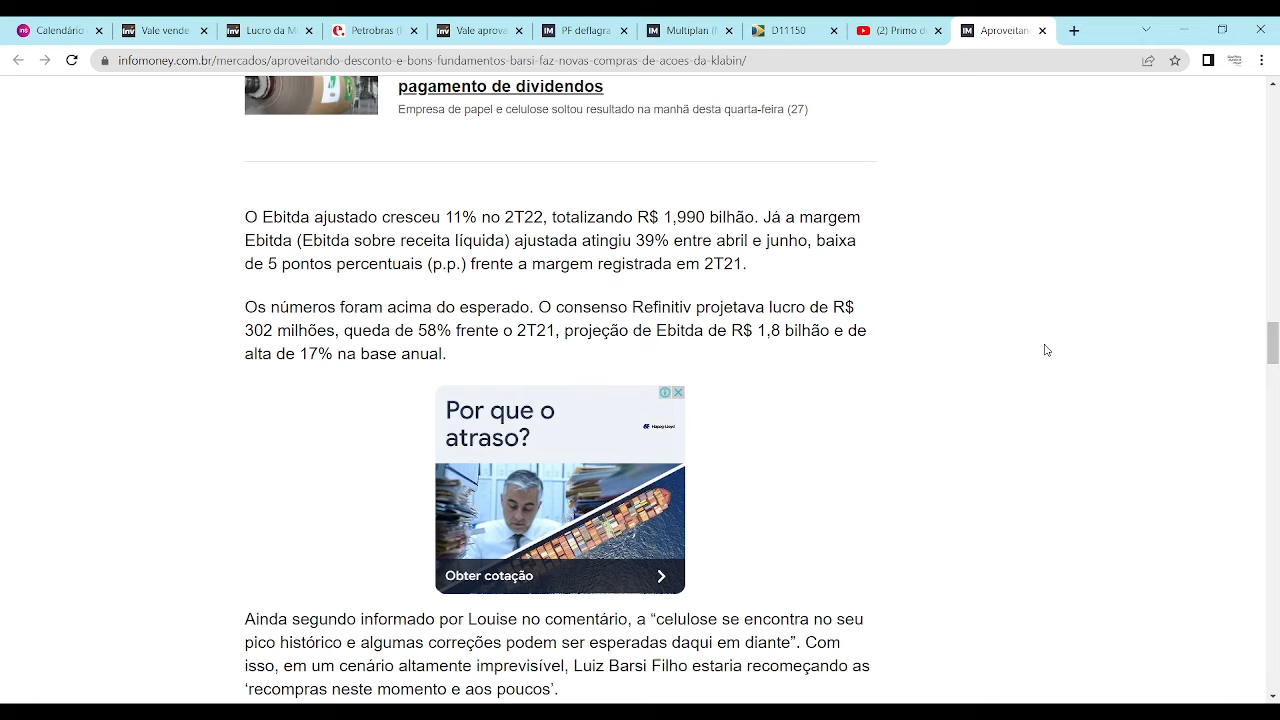 Calendário
Vale vende
Lucro da Mi
Petrobras (
Vale aprova
PF deflagra
Multiplan (
D11150
(2) Primo d
Aproveitan
infomoney.com.br/mercados/aproveitando-desconto-e-bons-fundamentos-barsi-faz-novas-compras-de-acoes-da-klabin/
pagamento de dividendos
Empresa de papel e celulose soltou resultado na manhã desta quarta-feira (27)
O Ebitda ajustado cresceu 11% no 2T22, totalizando R$ 1,990 bilhão. Já a margem
Ebitda (Ebitda sobre receita líquida) ajustada atingiu 39% entre abril e junho, baixa
de 5 pontos percentuais (p.p.) frente a margem registrada em 2T21.
Os números foram acima do esperado. O consenso Refinitiv projetava lucro de R$
302 milhões, queda de 58% frente o 2T21, projeção de Ebitda de R$ 1,8 bilhão e de
alta de 17% na base anual.
Por que o
atraso?
Hapag-Lloyd
Obter cotação
Ainda segundo informado por Louise no comentário, a “celulose se encontra no seu
pico histórico e algumas correções podem ser esperadas daqui em diante”. Com
isso, em um cenário altamente imprevisível, Luiz Barsi Filho estaria recomeçando as
‘recompras neste momento e aos poucos’.